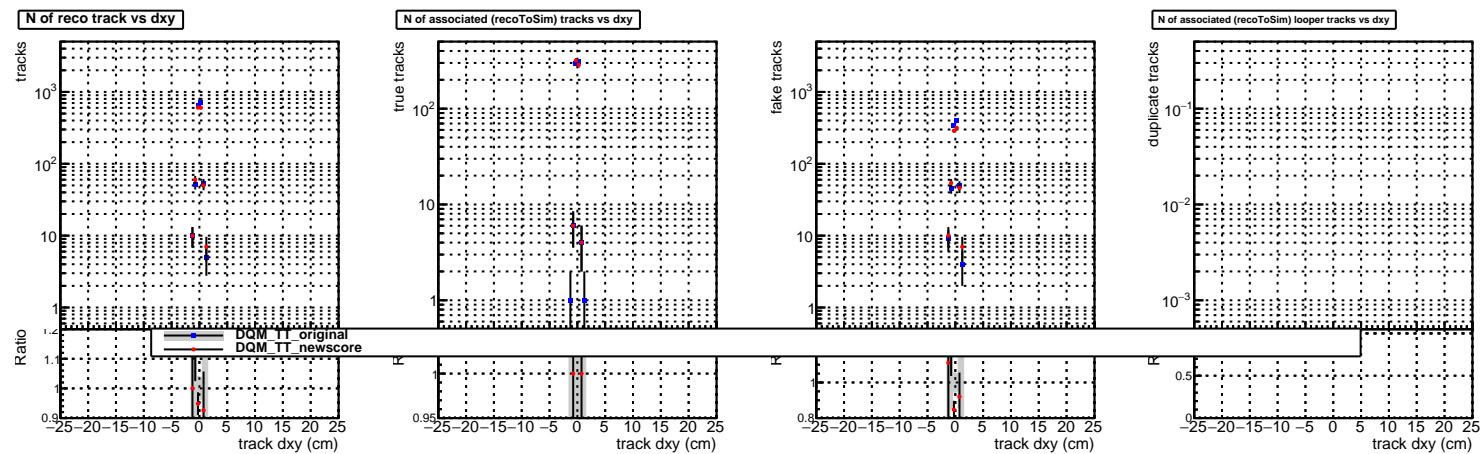 N of reco track vs dxy
tracks
10³
10²
10
1
Ratio
1.2
1.1
1
0.9
−25 −20 −15 −10 −5 0 5 10 15 20 25
track dxy (cm)
N of associated (recoToSim) tracks vs dxy
true tracks
10²
10
1
1
0.95
−25 −20 −15 −10 −5 0 5 10 15 20 25
track dxy (cm)
fake tracks
10³
10²
10
1
1
0.8
−25 −20 −15 −10 −5 0 5 10 15 20 25
track dxy (cm)
N of associated (recoToSim) looper tracks vs dxy
duplicate tracks
10⁻¹
10⁻²
10⁻³
0.5
0
−25 −20 −15 −10 −5 0 5 10 15 20 25
track dxy (cm)
DQM_TT_original
DQM_TT_newscore